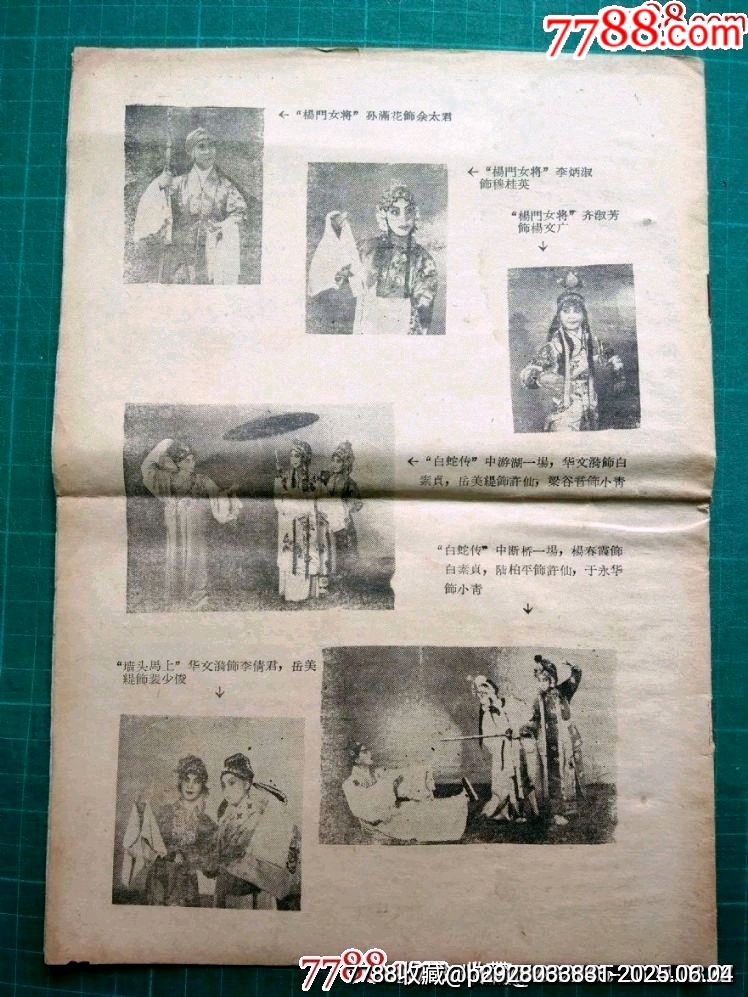 7788.com
← “楊門女将” 孙滿花飾佘太君
← “楊門女将” 李炳淑
飾穆桂英
“楊門女将” 齐淑芳
飾楊文广
↓
← “白蛇传” 中游湖一場，华文漪飾白
素貞，岳美緹飾許仙，梁谷音飾小青
“白蛇传” 中断桥一場，楊春霞飾
白素貞，陆柏平飾許仙，于永华
飾小青
↓
“墙头馬上” 华文漪飾李倩君，岳美
緹飾裴少俊
↓
7788收藏@p2928063831-2025.06.04